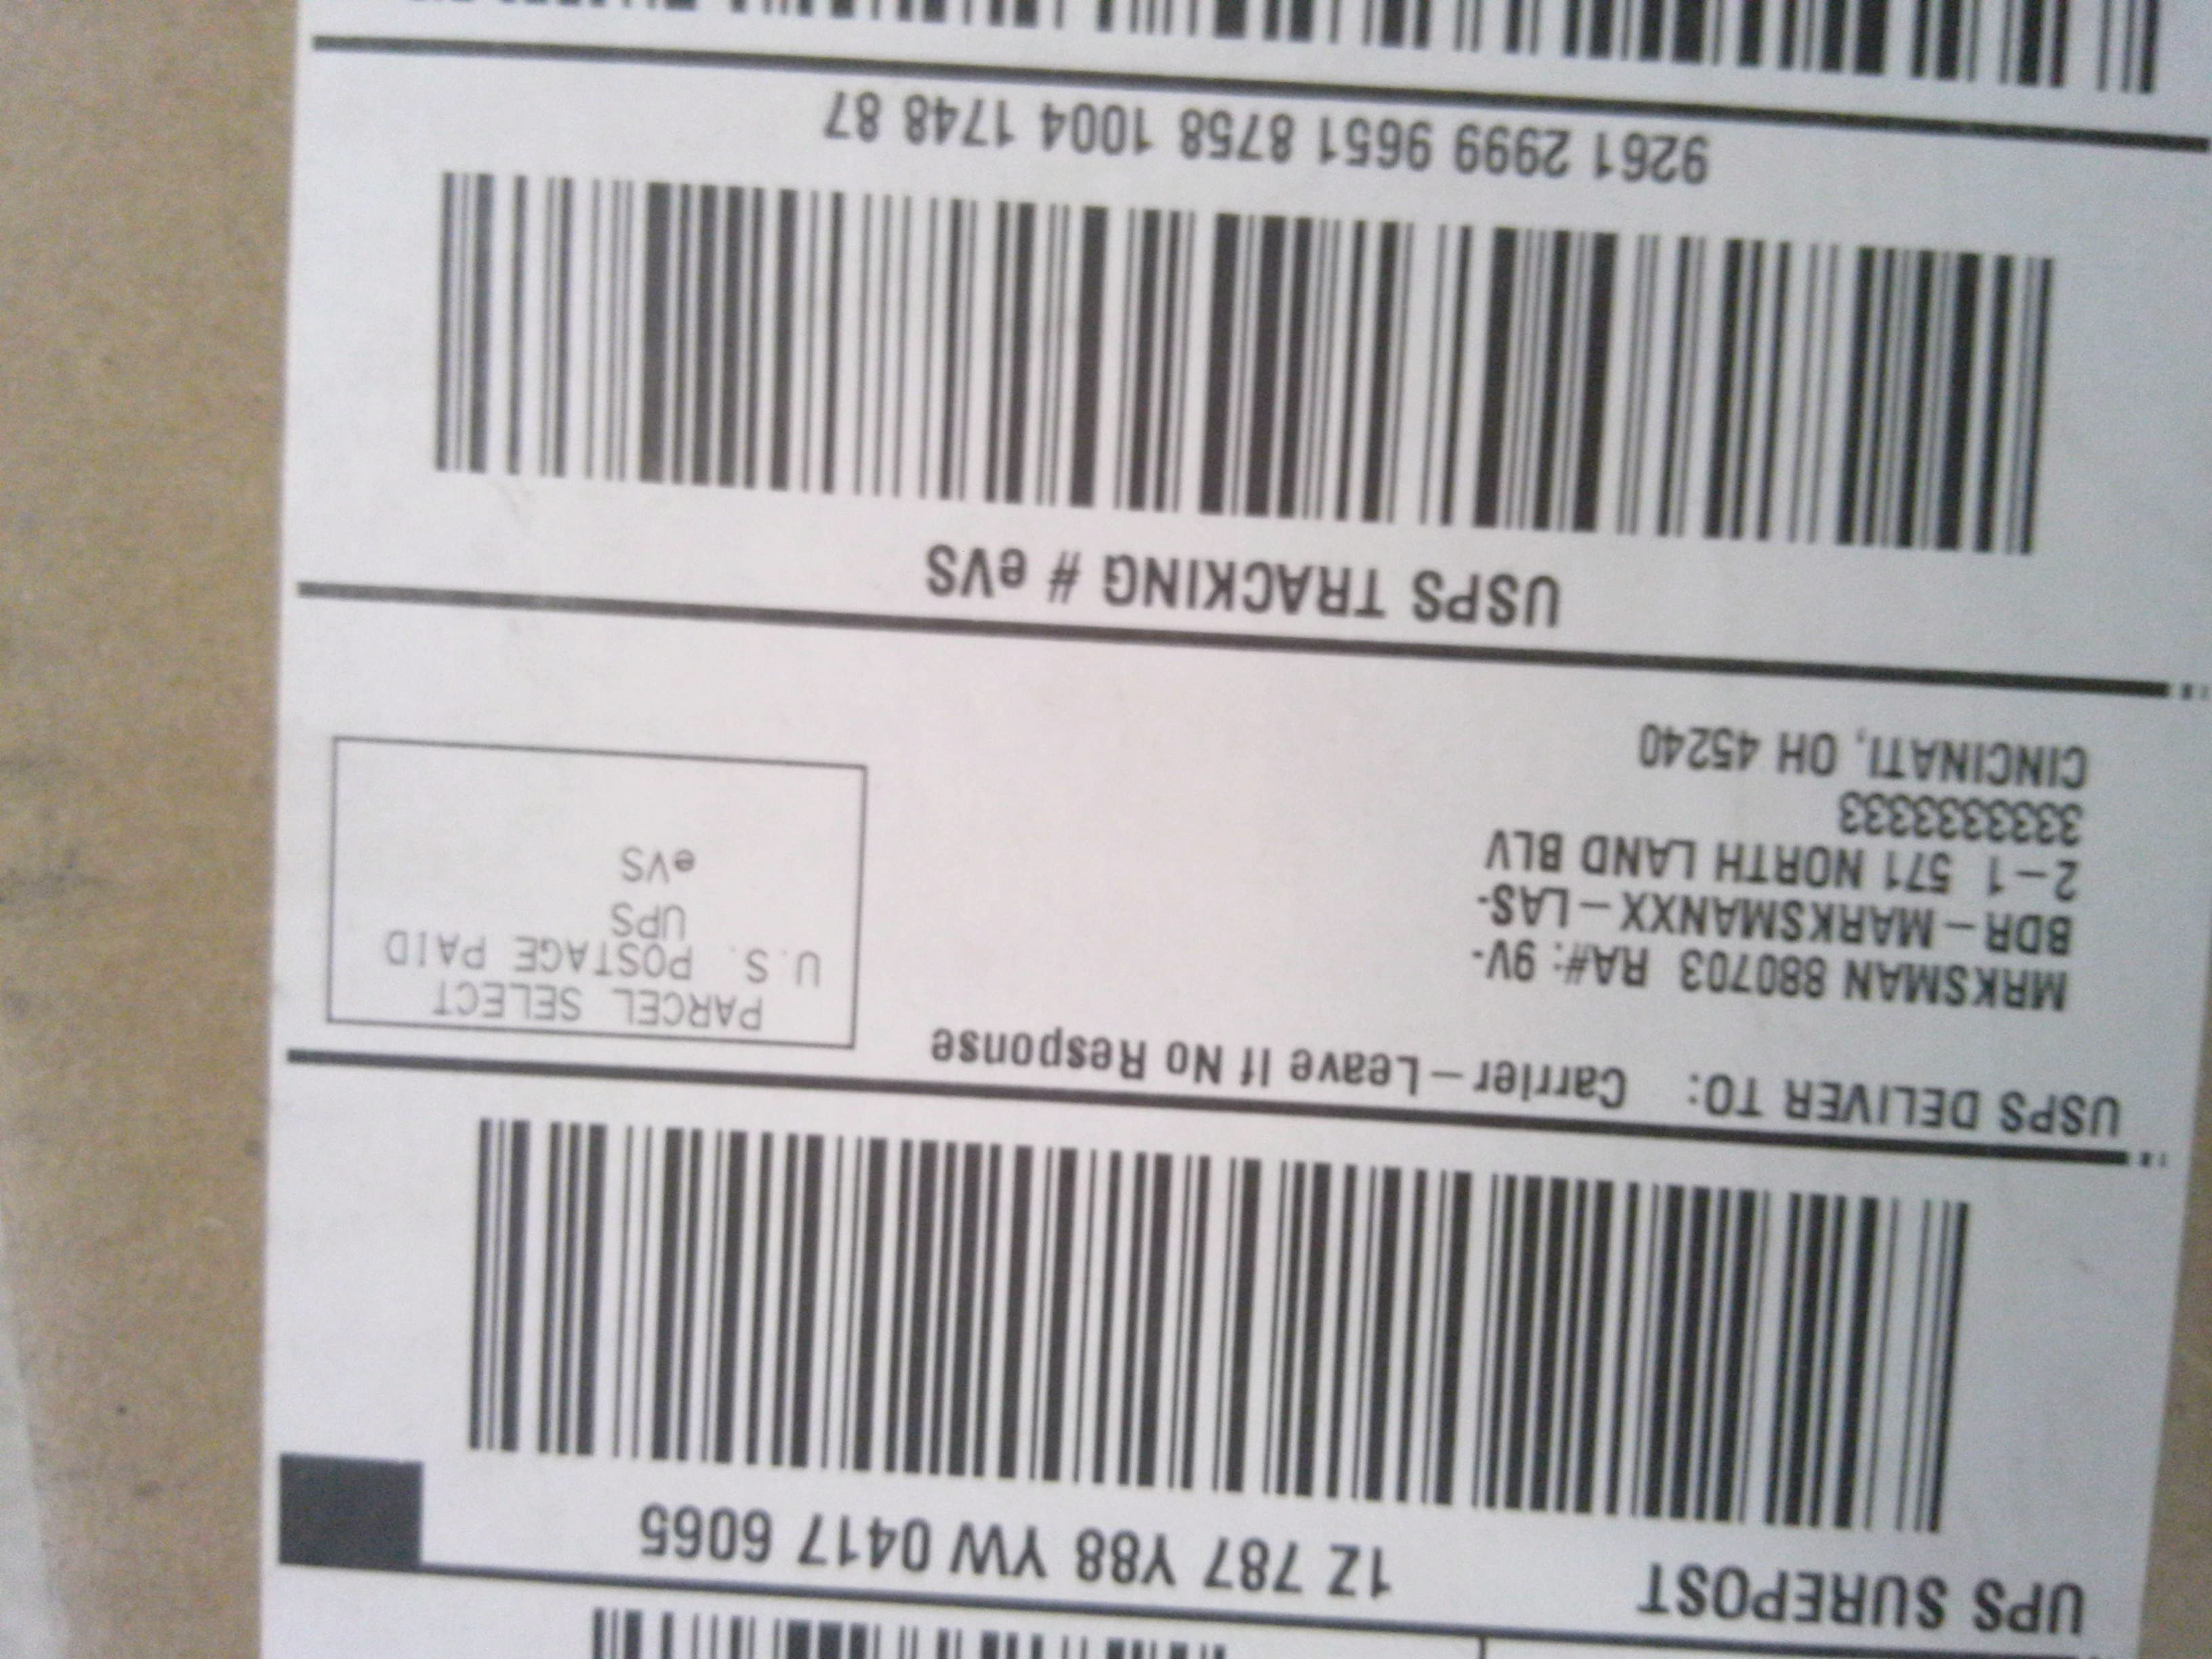 UPS SUREPOST
1Z 787 Y88 YW 0417 6065
USPS DELIVER TO: Carrier – Leave If No Response
MRKSMAN 880703 RA#: 9V-
BDR – MARKSMANXX – LAS-
2 – 1 571 NORTH LAND BLV
3333333333
CINCINATI, OH 45240
PARCEL SELECT
U.S. POSTAGE PAID
UPS
eVS
USPS TRACKING # eVS
9261 2999 9651 8758 1004 1748 87